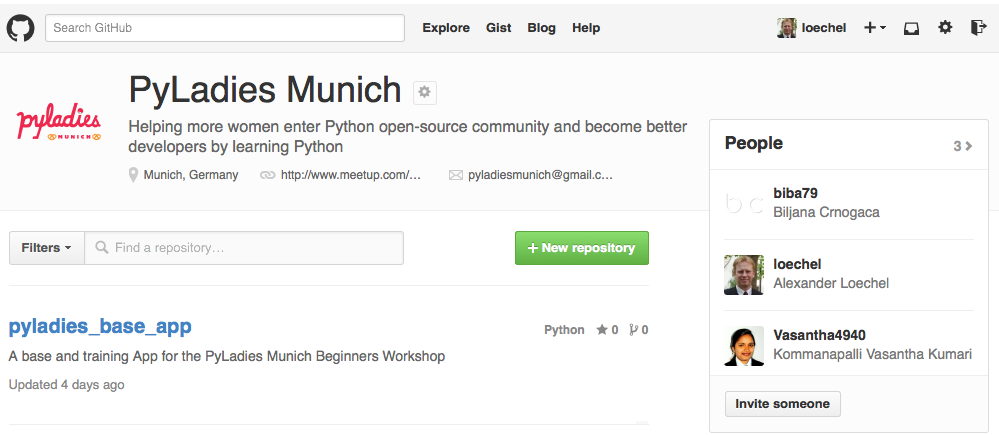 Search GitHub
Explore Gist Blog Help
loechel
PyLadies Munich
pyladies
MUNICH
Helping more women enter Python open-source community and become better
developers by learning Python
Munich, Germany http://www.meetup.com/... pyladiesmunich@gmail.c...
People 3
biba79
Biljana Crnogaca
loechel
Alexander Loechel
Vasantha4940
Kommanapalli Vasantha Kumari
Invite someone
Filters Find a repository... + New repository
pyladies_base_app
Python 0 0
A base and training App for the PyLadies Munich Beginners Workshop
Updated 4 days ago